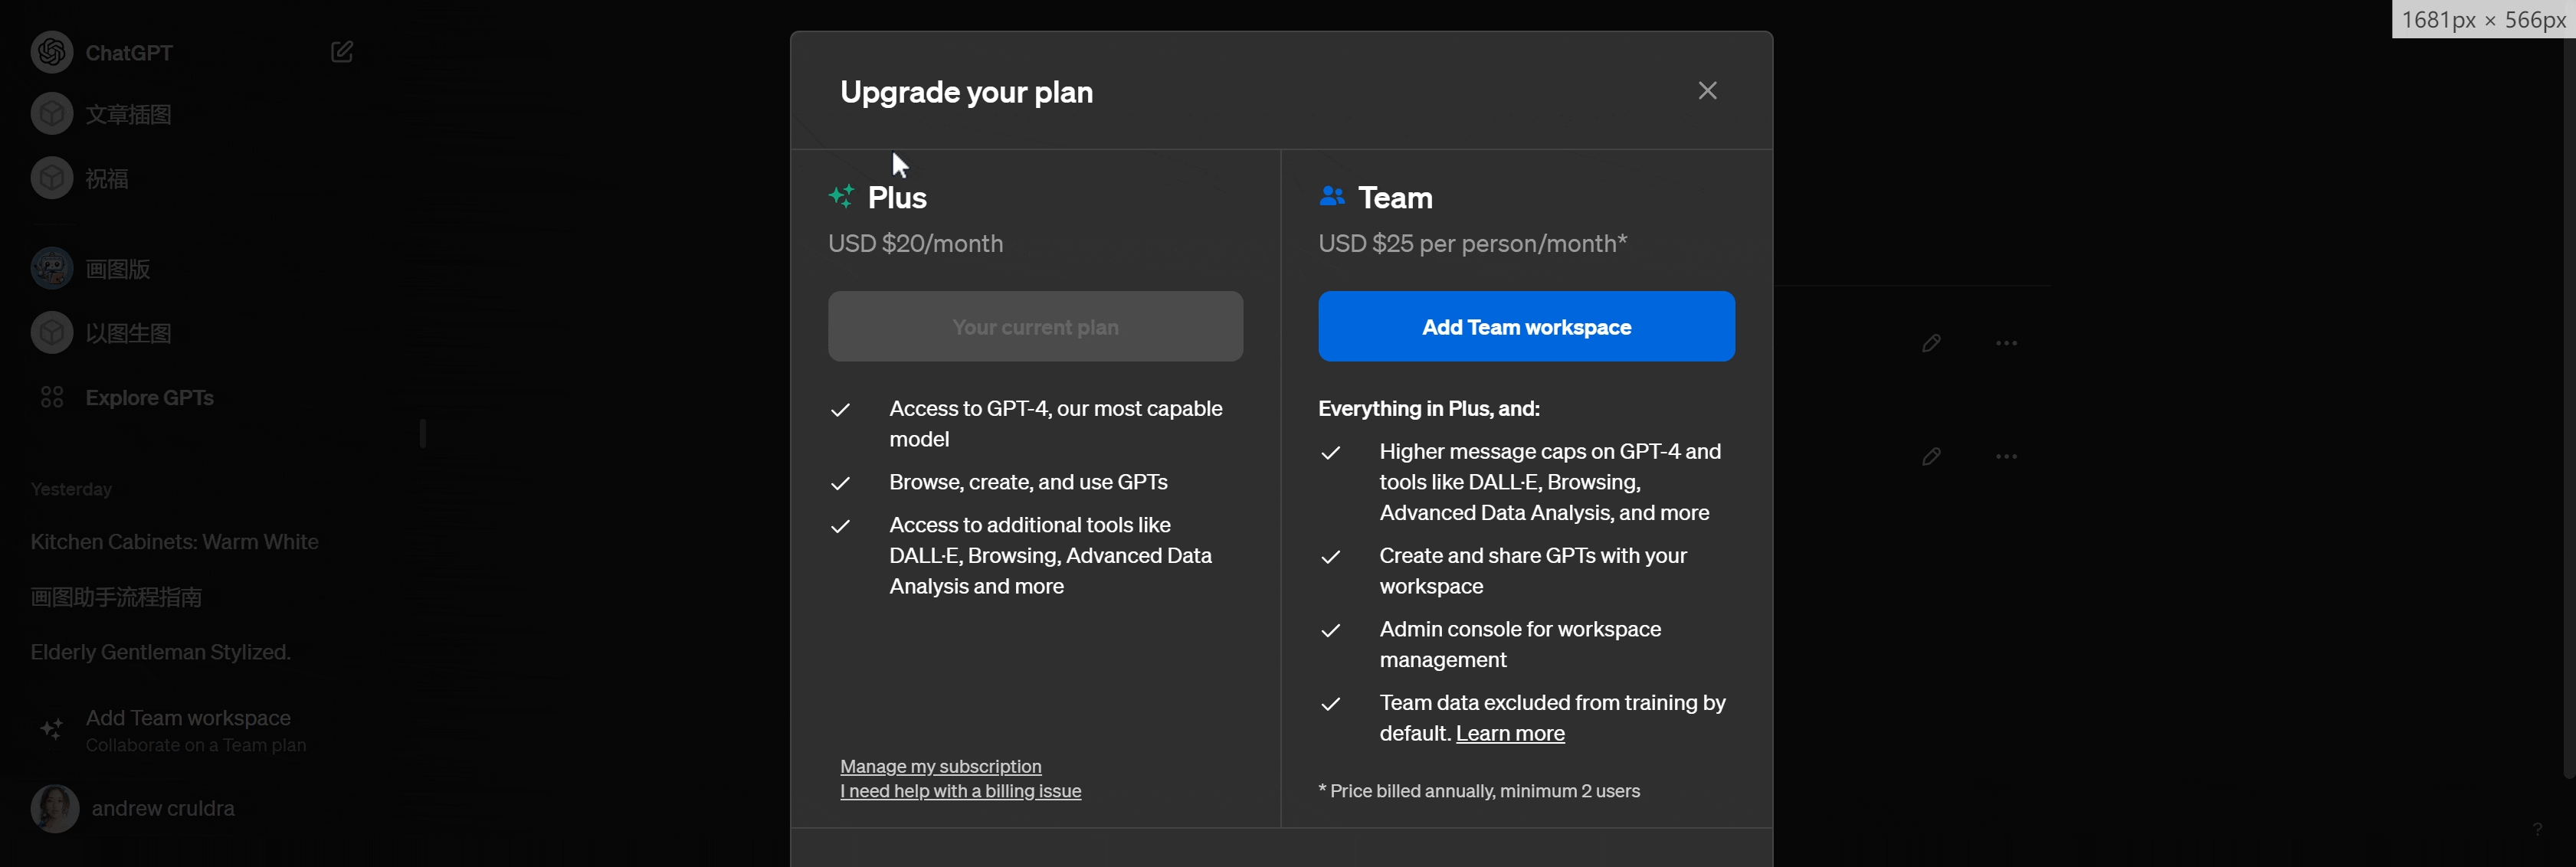 1681px × 566px
ChatGPT
文章插图
祝福
画图版
以图生图
Explore GPTs
Yesterday
Kitchen Cabinets: Warm White
画图助手流程指南
Elderly Gentleman Stylized.
Add Team workspace
Collaborate on a Team plan
andrew cruldra
Upgrade your plan
Plus
USD $20/month
Your current plan
Access to GPT-4, our most capable
model
Browse, create, and use GPTs
Access to additional tools like
DALL·E, Browsing, Advanced Data
Analysis and more
Manage my subscription
I need help with a billing issue
Team
USD $25 per person/month*
Add Team workspace
Everything in Plus, and:
Higher message caps on GPT-4 and
tools like DALL·E, Browsing,
Advanced Data Analysis, and more
Create and share GPTs with your
workspace
Admin console for workspace
management
Team data excluded from training by
default. Learn more
* Price billed annually, minimum 2 users
?